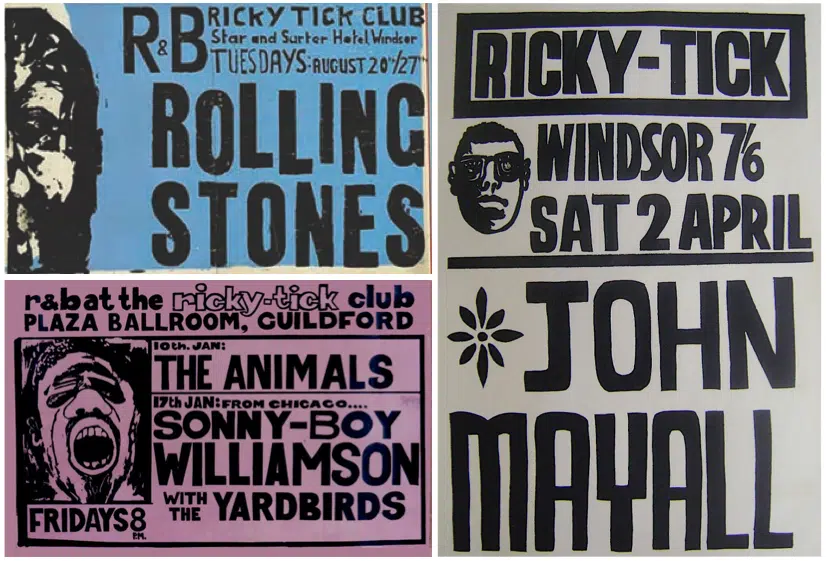 R&B RICKY TICK CLUB
Star and Garter Hotel, Windsor
TUESDAYS·AUGUST 20TH/27TH
ROLLING
STONES
r&b at the ricky-tick club
PLAZA BALLROOM, GUILDFORD
10th. JAN:
THE ANIMALS
17th JAN: FROM CHICAGO....
SONNY-BOY
WILLIAMSON
WITH THE YARDBIRDS
FRIDAYS 8 P.M.
RICKY-TICK
WINDSOR 7/6
SAT 2 APRIL
JOHN
MAYALL